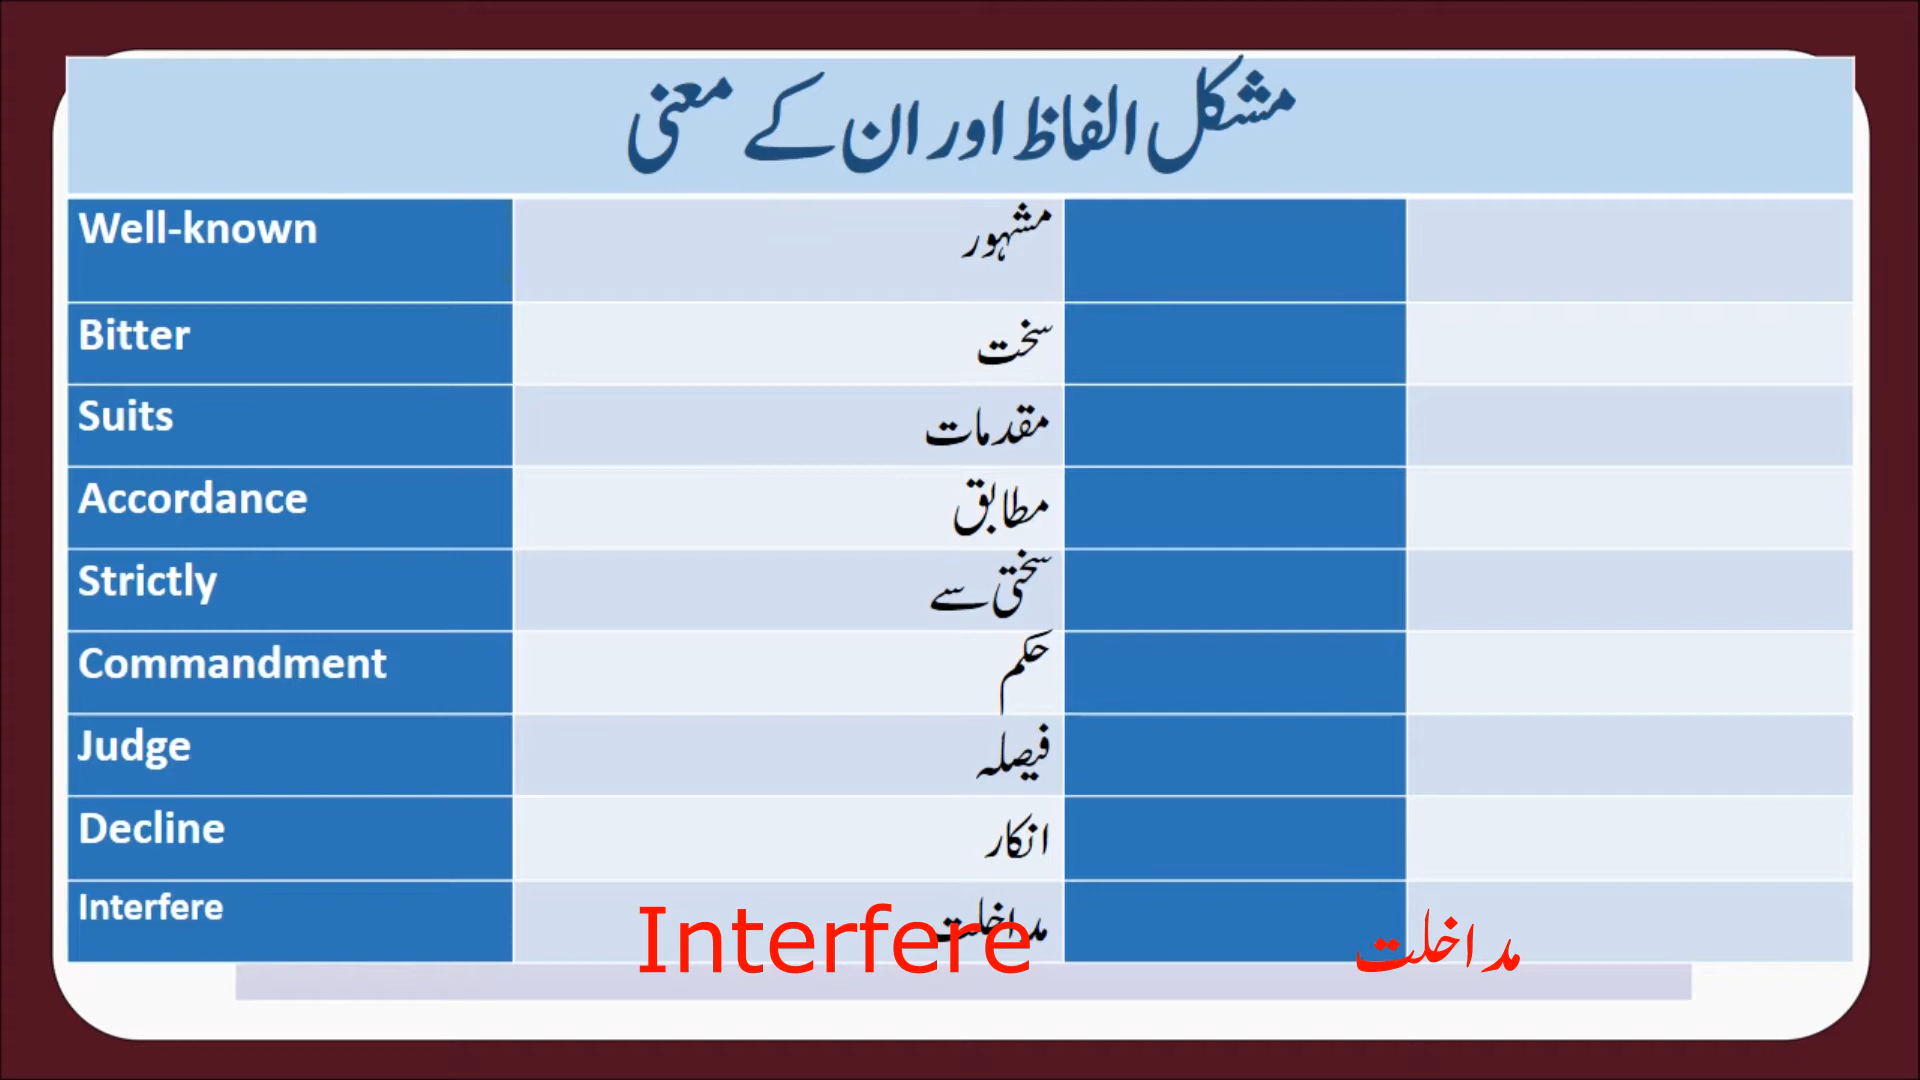 مشکل الفاظ اور ان کے معنی
Well-known مشہور
Bitter سخت
Suits مقدمات
Accordance مطابق
Strictly سختی سے
Commandment حکم
Judge فیصلہ
Decline انکار
Interfere مداخلت
Interfere مداخلت